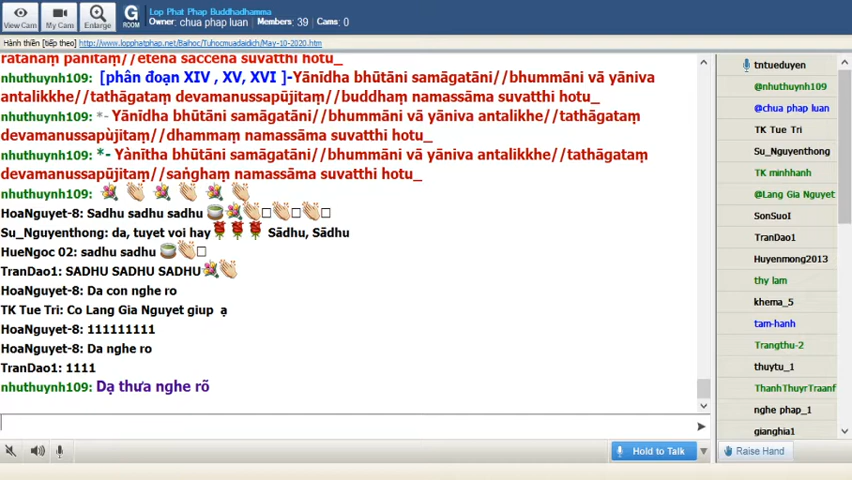 View Cam
My Cam
Enlarge
G
ROOM
Lop Phat Phap Buddhadhamma
Owner: chua phap luan Members: 39 Cams: 0
Hành thiền [tiếp theo] http://www.lopphatphap.net/Baihoc/Tuhocmuadaidich/May-10-2020.htm
ratanaṃ paṇītaṃ//etena saccena suvatthi hotu_
nhuthuynh109: [phân đoạn XIV , XV, XVI ]-Yānīdha bhūtāni samāgatāni//bhummāni vā yāniva
antalikkhe//tathāgataṃ devamanussapūjitaṃ//buddhaṃ namassāma suvatthi hotu_
nhuthuynh109: *- Yānīdha bhūtāni samāgatāni//bhummāni vā yāniva antalikhe//tathāgataṃ
devamanussapùjitaṃ//dhammaṃ namassāma suvatthi hotu_
nhuthuynh109: *- Yànītha bhūtāni samāgatāni//bhummāni vā yāniva antalikkhe//tathāgataṃ
devamanussapūjitaṃ//saṅghaṃ namassāma suvatthi hotu_
nhuthuynh109:
HoaNguyet-8: Sadhu sadhu sadhu
Su_Nguyenthong: da, tuyet voi hay Sādhu, Sādhu
HueNgoc 02: sadhu sadhu
TranDao1: SADHU SADHU SADHU
HoaNguyet-8: Da con nghe ro
TK Tue Tri: Co Lang Gia Nguyet giup ạ
HoaNguyet-8: 111111111
HoaNguyet-8: Da nghe ro
TranDao1: 1111
nhuthuynh109: Dạ thưa nghe rõ
Hold to Talk
tntueduyen
@nhuthuynh109
@chua phap luan
TK Tue Tri
Su_Nguyenthong
TK minhhanh
@Lang Gia Nguyet
SonSuoI
TranDao1
Huyenmong2013
thy lam
khema_5
tam-hanh
Trangthu-2
thuytu_1
ThanhThuyrTraanf
nghe phap_1
gianghia1
Raise Hand